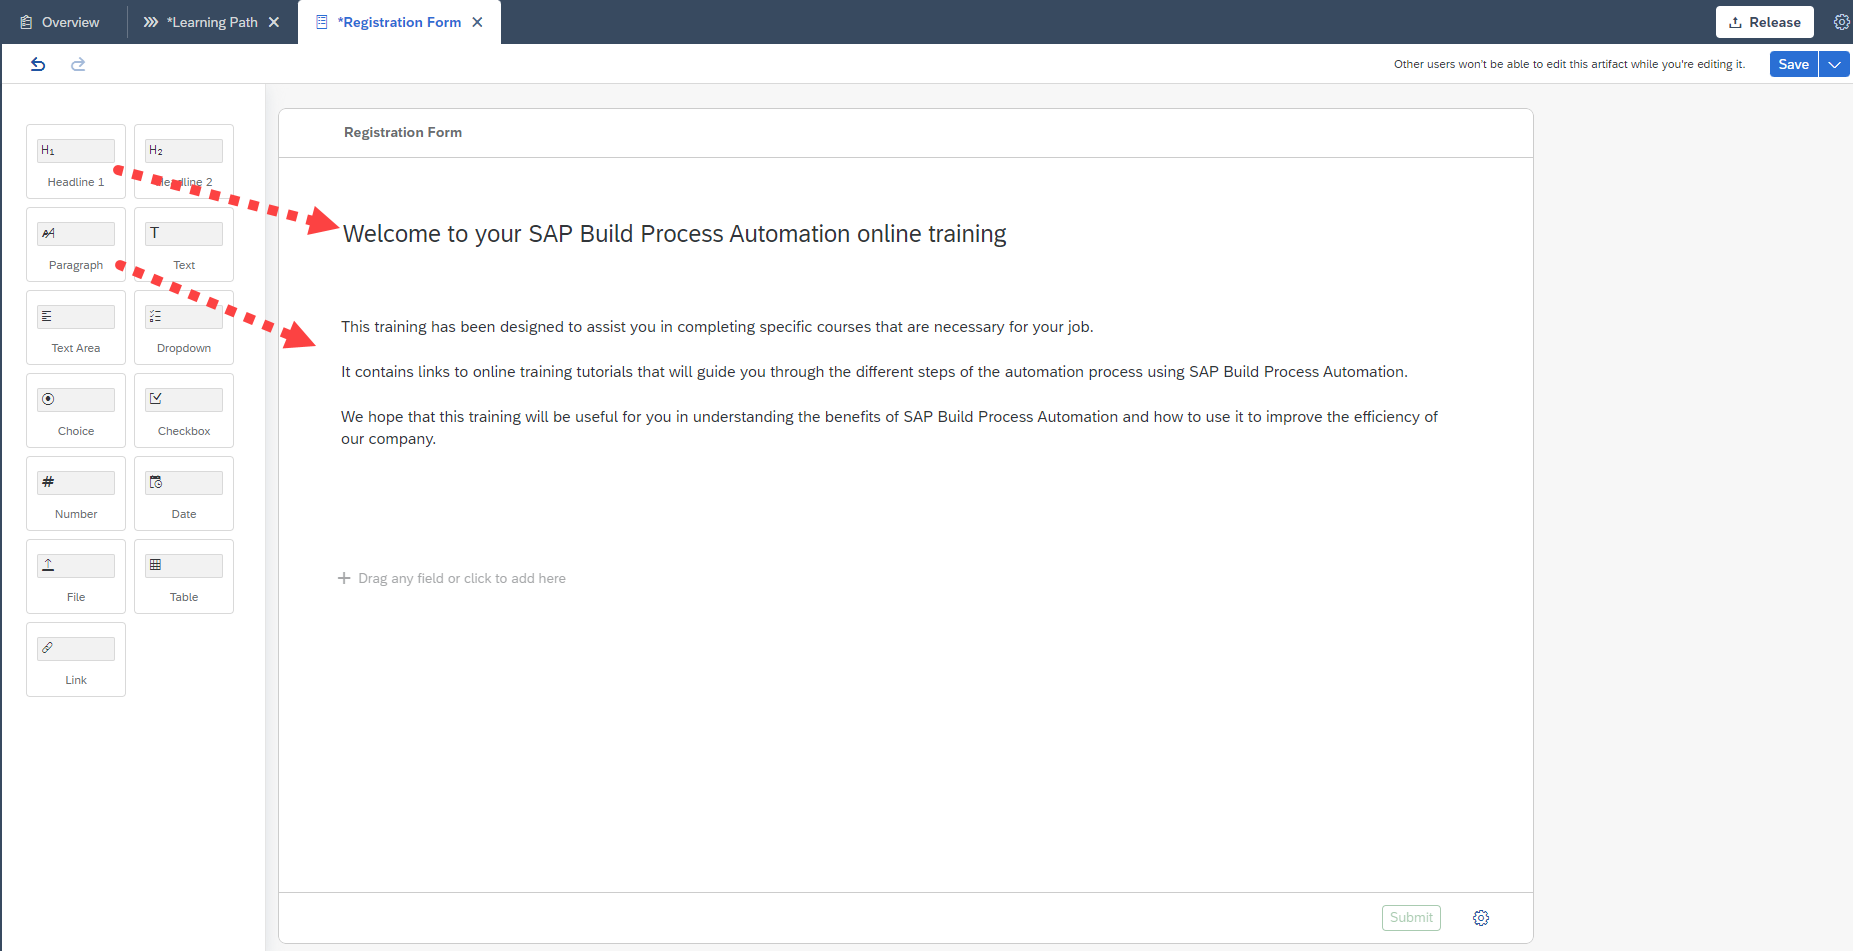 Overview
*Learning Path
*Registration Form
Release
Other users won't be able to edit this artifact while you're editing it.
Save
H1
H2
Headline 1
Headline 2
Paragraph
T
Text
Text Area
Dropdown
Choice
Checkbox
#
Number
Date
File
Table
Link
Registration Form
Welcome to your SAP Build Process Automation online training
This training has been designed to assist you in completing specific courses that are necessary for your job.
It contains links to online training tutorials that will guide you through the different steps of the automation process using SAP Build Process Automation.
We hope that this training will be useful for you in understanding the benefits of SAP Build Process Automation and how to use it to improve the efficiency of
our company.
+ Drag any field or click to add here
Submit